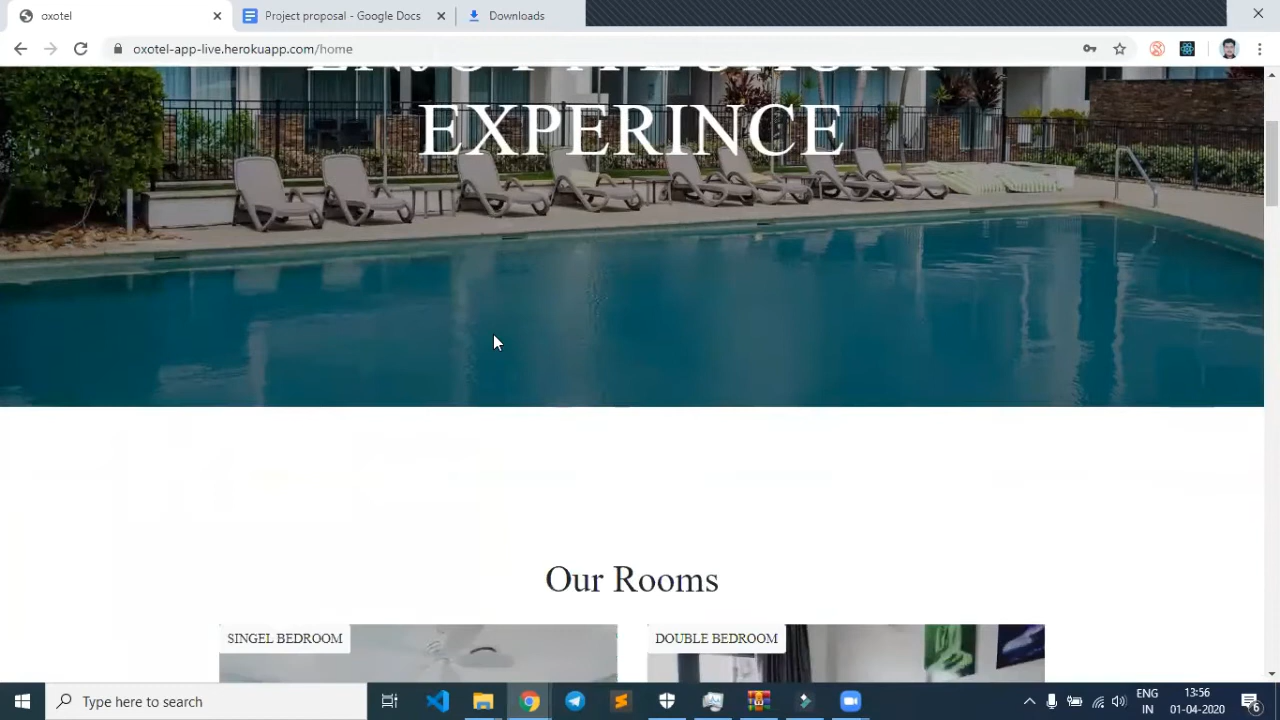 oxotel
Project proposal - Google Docs
Downloads
oxotel-app-live.herokuapp.com/home
EXPERINCE
Our Rooms
SINGEL BEDROOM
DOUBLE BEDROOM
Type here to search
ENG
IN
13:56
01-04-2020
6